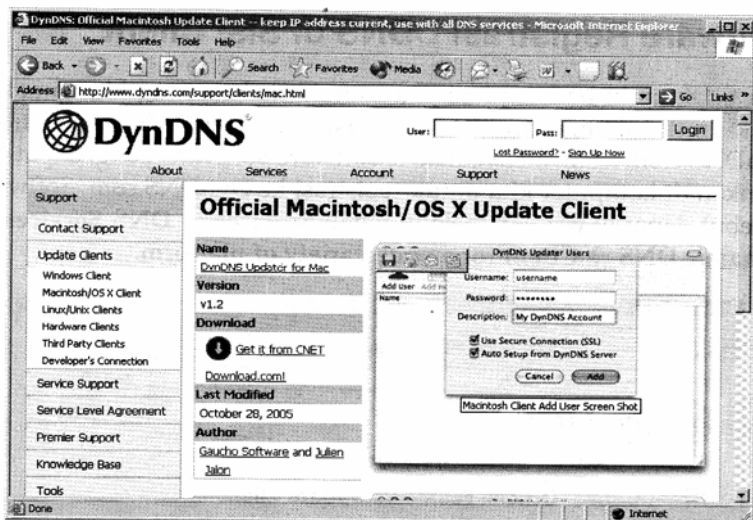 DynDNS: Official Macintosh Update Client -- keep IP address current, use with all DNS services - Microsoft Internet Explorer
File Edit View Favorites Tools Help
Back Search Favorites Media
Address http://www.dyndns.com/support/clients/mac.html Go Links »
DynDNS
User: Pass: Login
Lost Password? - Sign Up Now
About Services Account Support News
Support
Contact Support
Update Clients
Windows Client
Macintosh/OS X Client
Linux/Unix Clients
Hardware Clients
Third Party Clients
Developer's Connection
Service Support
Service Level Agreement
Premier Support
Knowledge Base
Tools
Official Macintosh/OS X Update Client
Name
DynDNS Updater for Mac
Version
v1.2
Download
Get it from CNET
Download.com!
Last Modified
October 28, 2005
Author
Gaucho Software and Julien
Jalon
DynDNS Updater Users
Add User Add
Name
Username: username
Password: ••••••••
Description: My DynDNS Account
Use Secure Connection (SSL)
Auto Setup from DynDNS Server
Cancel Add
Macintosh Client Add User Screen Shot
Done Internet